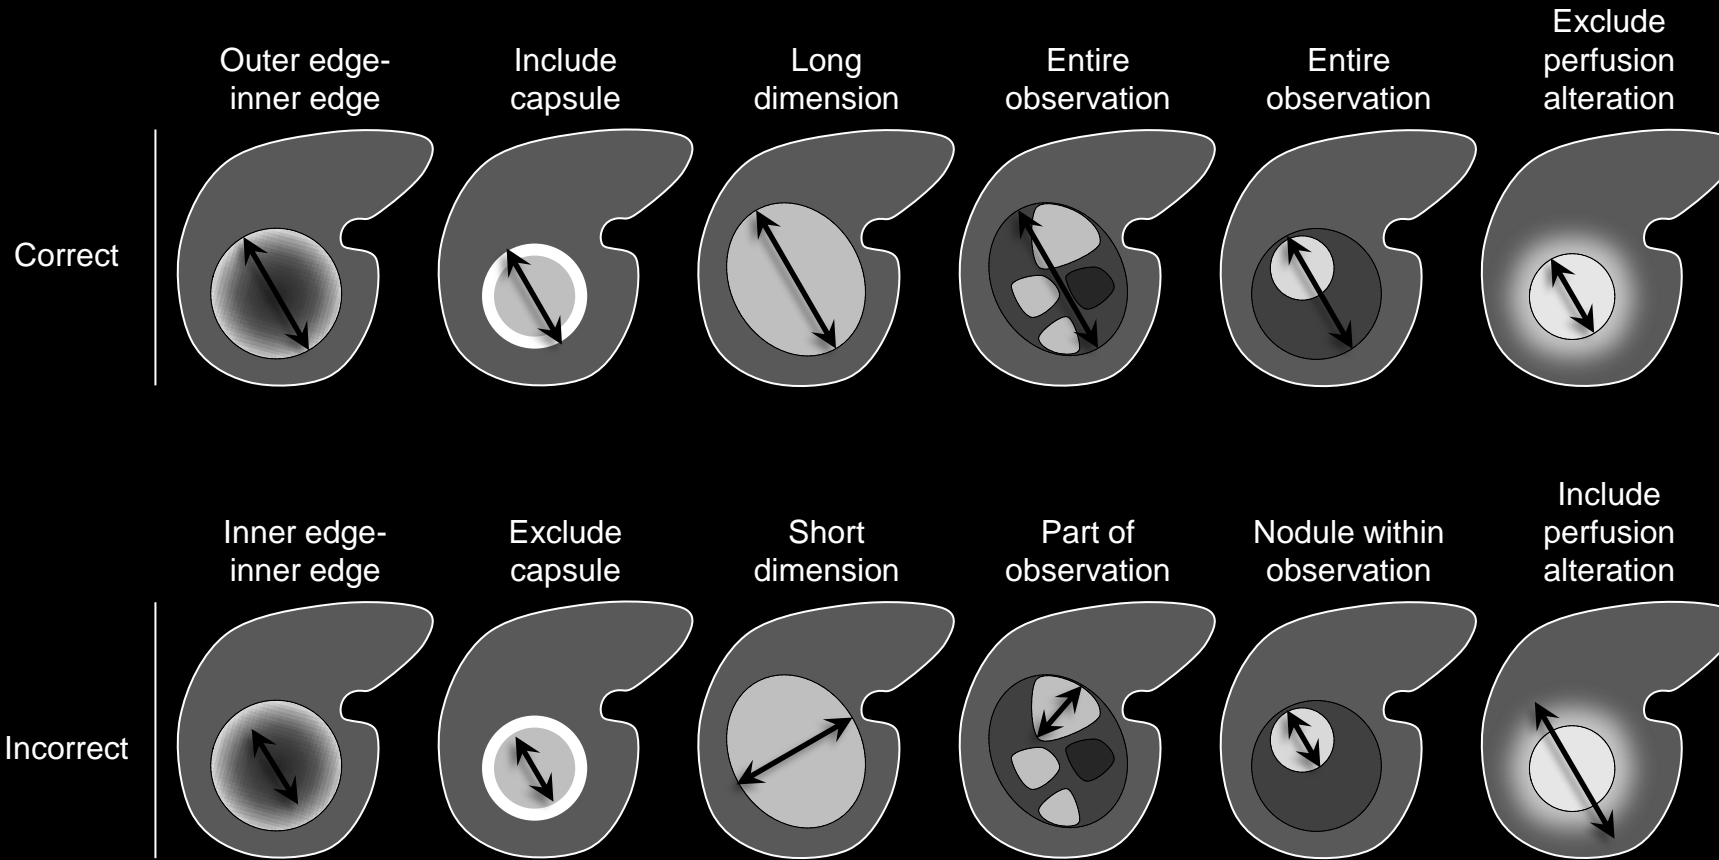 Outer edge-
inner edge
Include
capsule
Long
dimension
Entire
observation
Entire
observation
Exclude
perfusion
alteration
Correct
Inner edge-
inner edge
Exclude
capsule
Short
dimension
Part of
observation
Nodule within
observation
Include
perfusion
alteration
Incorrect